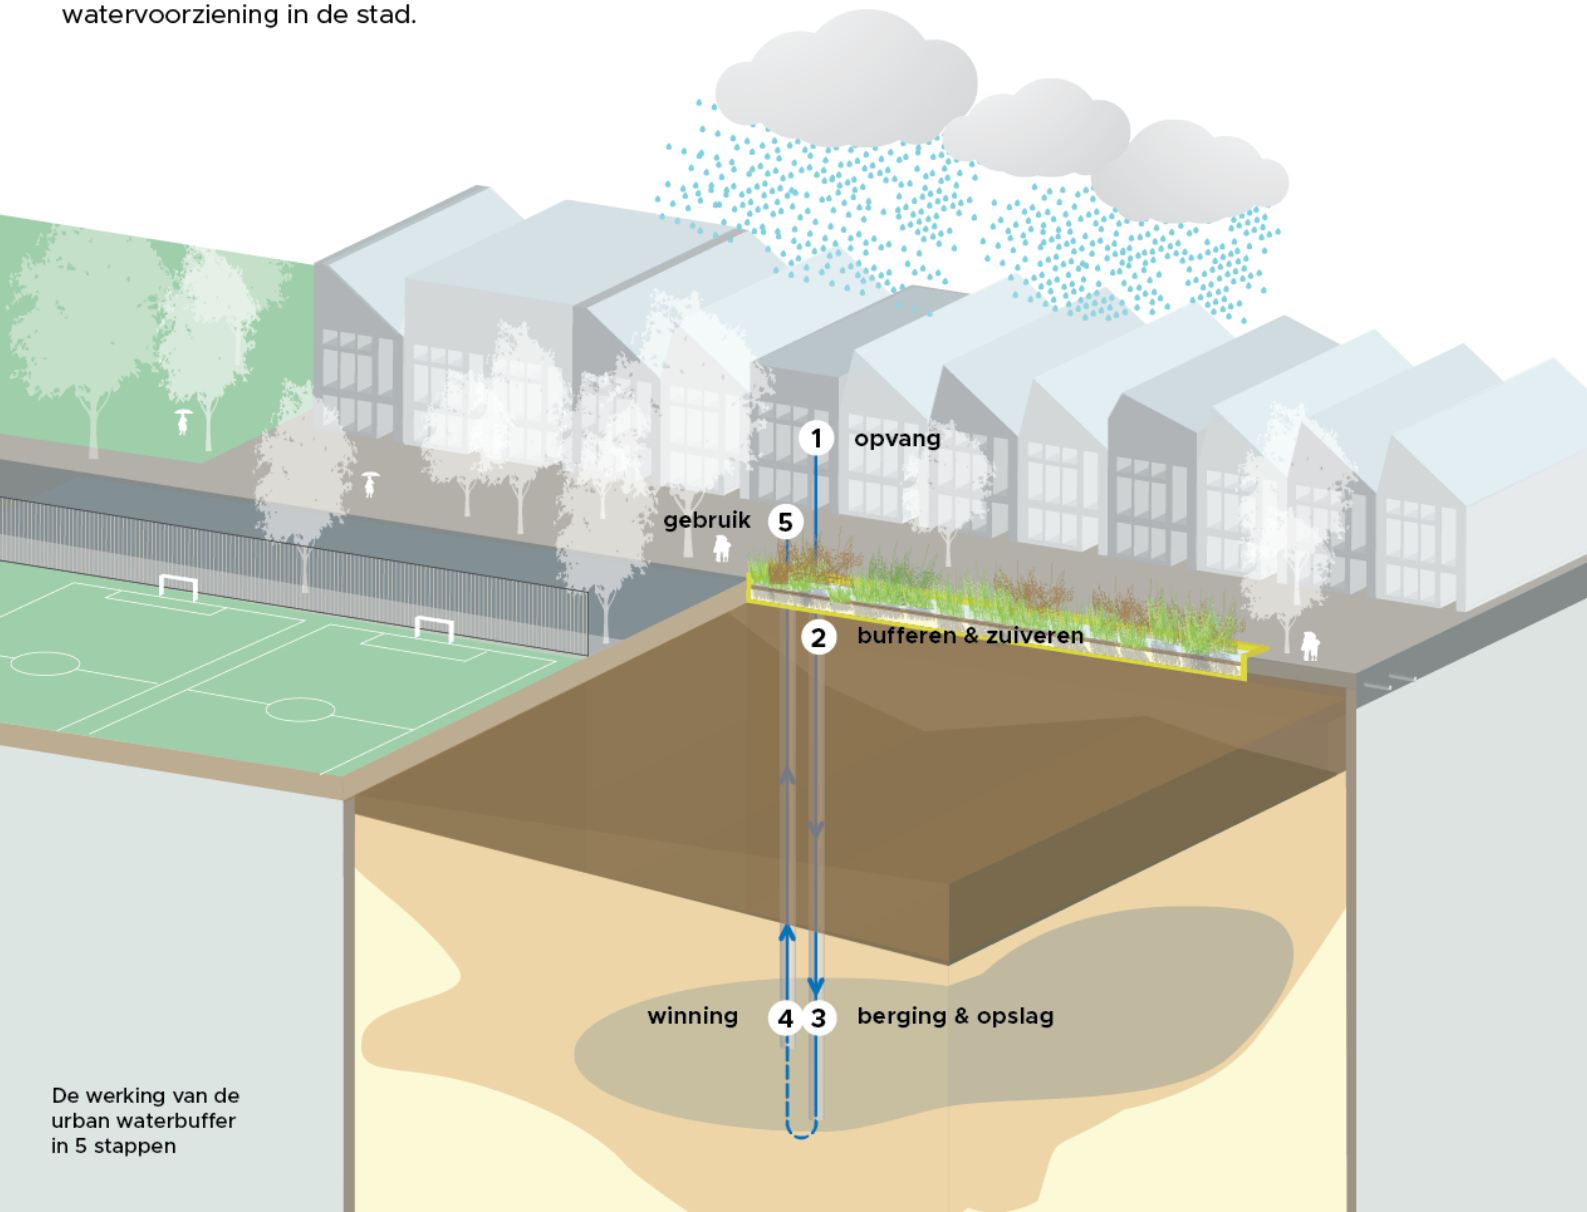 watervoorziening in de stad.
1 opvang
gebruik 5
2 bufferen & zuiveren
winning 4 3 berging & opslag
De werking van de
urban waterbuffer
in 5 stappen